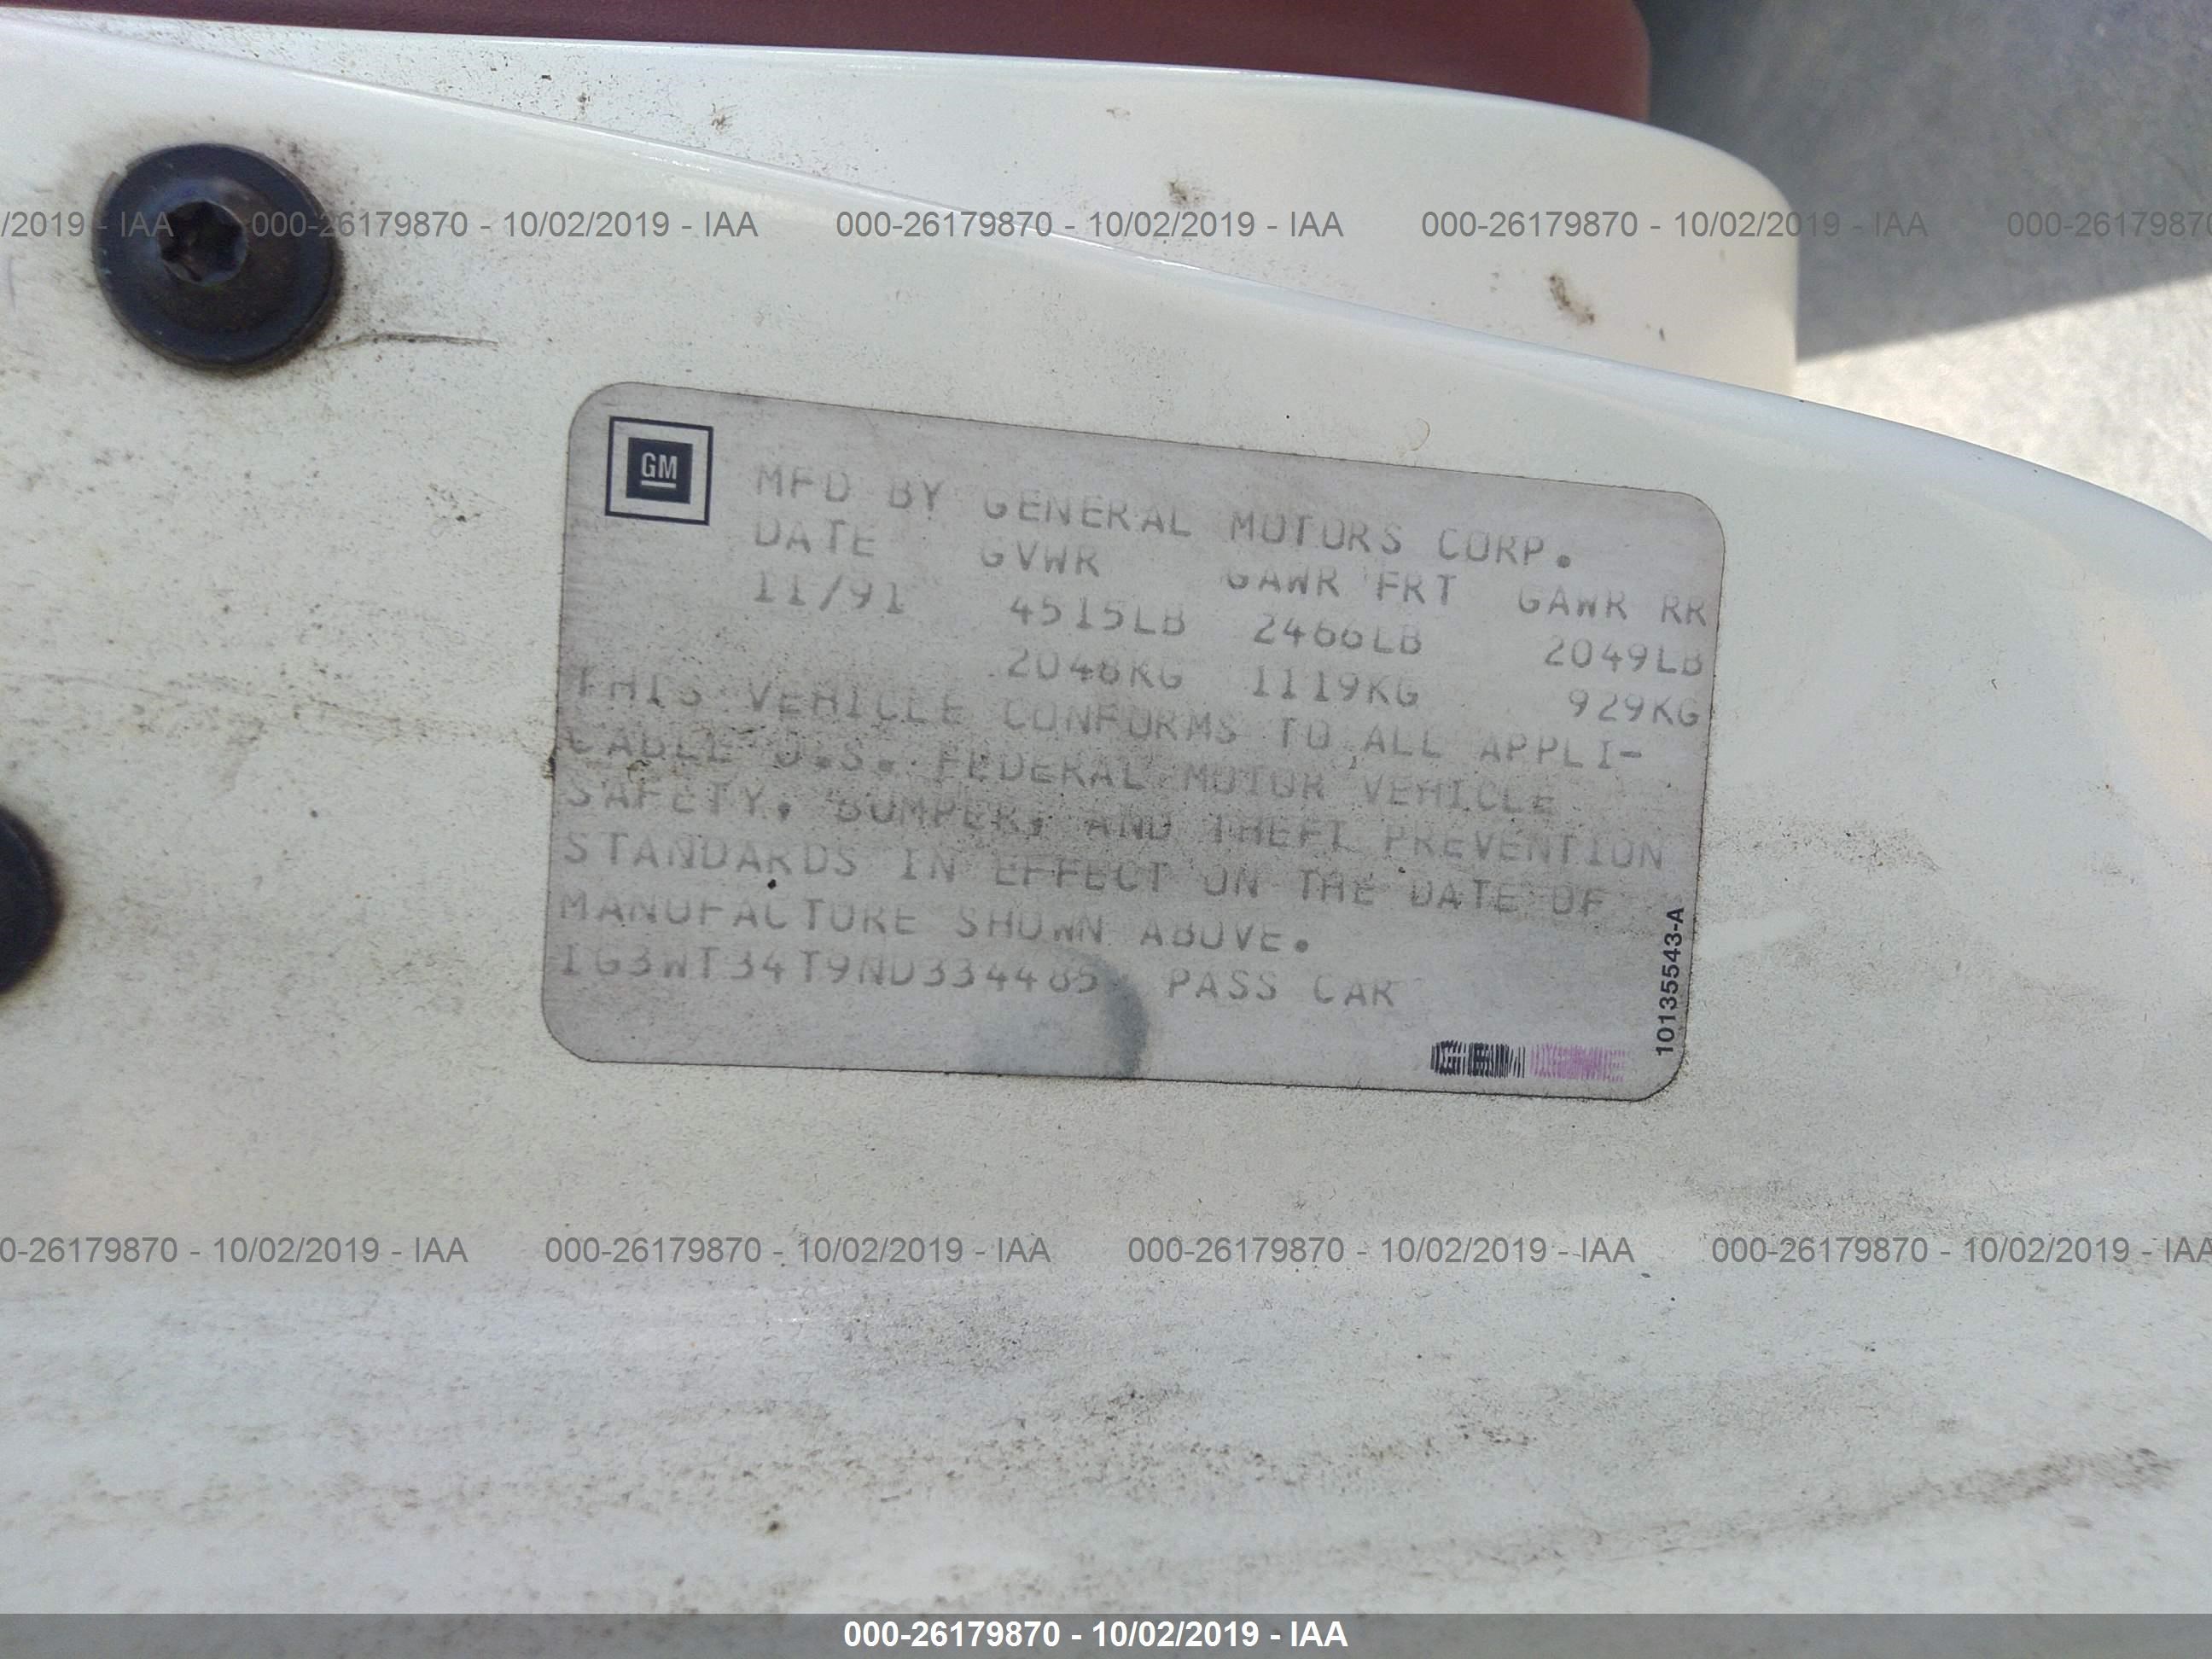 /2019 - IAA 000-26179870 - 10/02/2019 - IAA 000-26179870 - 10/02/2019 - IAA 000-26179870 - 10/02/2019 - IAA 000-2617987
GM
MFD BY GENERAL MOTORS CORP.
DATE GVWR GAWR FRT GAWR RR
11/91 4515LB 2466LB 2049LB
2048KG 1119KG 929KG
THIS VEHICLE CONFORMS TO ALL APPLI-
CABLE U.S. FEDERAL MOTOR VEHICLE
SAFETY, BUMPER, AND THEFT PREVENTION
STANDARDS IN EFFECT ON THE DATE OF
MANUFACTURE SHOWN ABOVE.
1G3WT34T9ND334485 PASS CAR
10135543-A
0-26179870 - 10/02/2019 - IAA 000-26179870 - 10/02/2019 - IAA 000-26179870 - 10/02/2019 - IAA 000-26179870 - 10/02/2019 - IAA
000-26179870 - 10/02/2019 - IAA